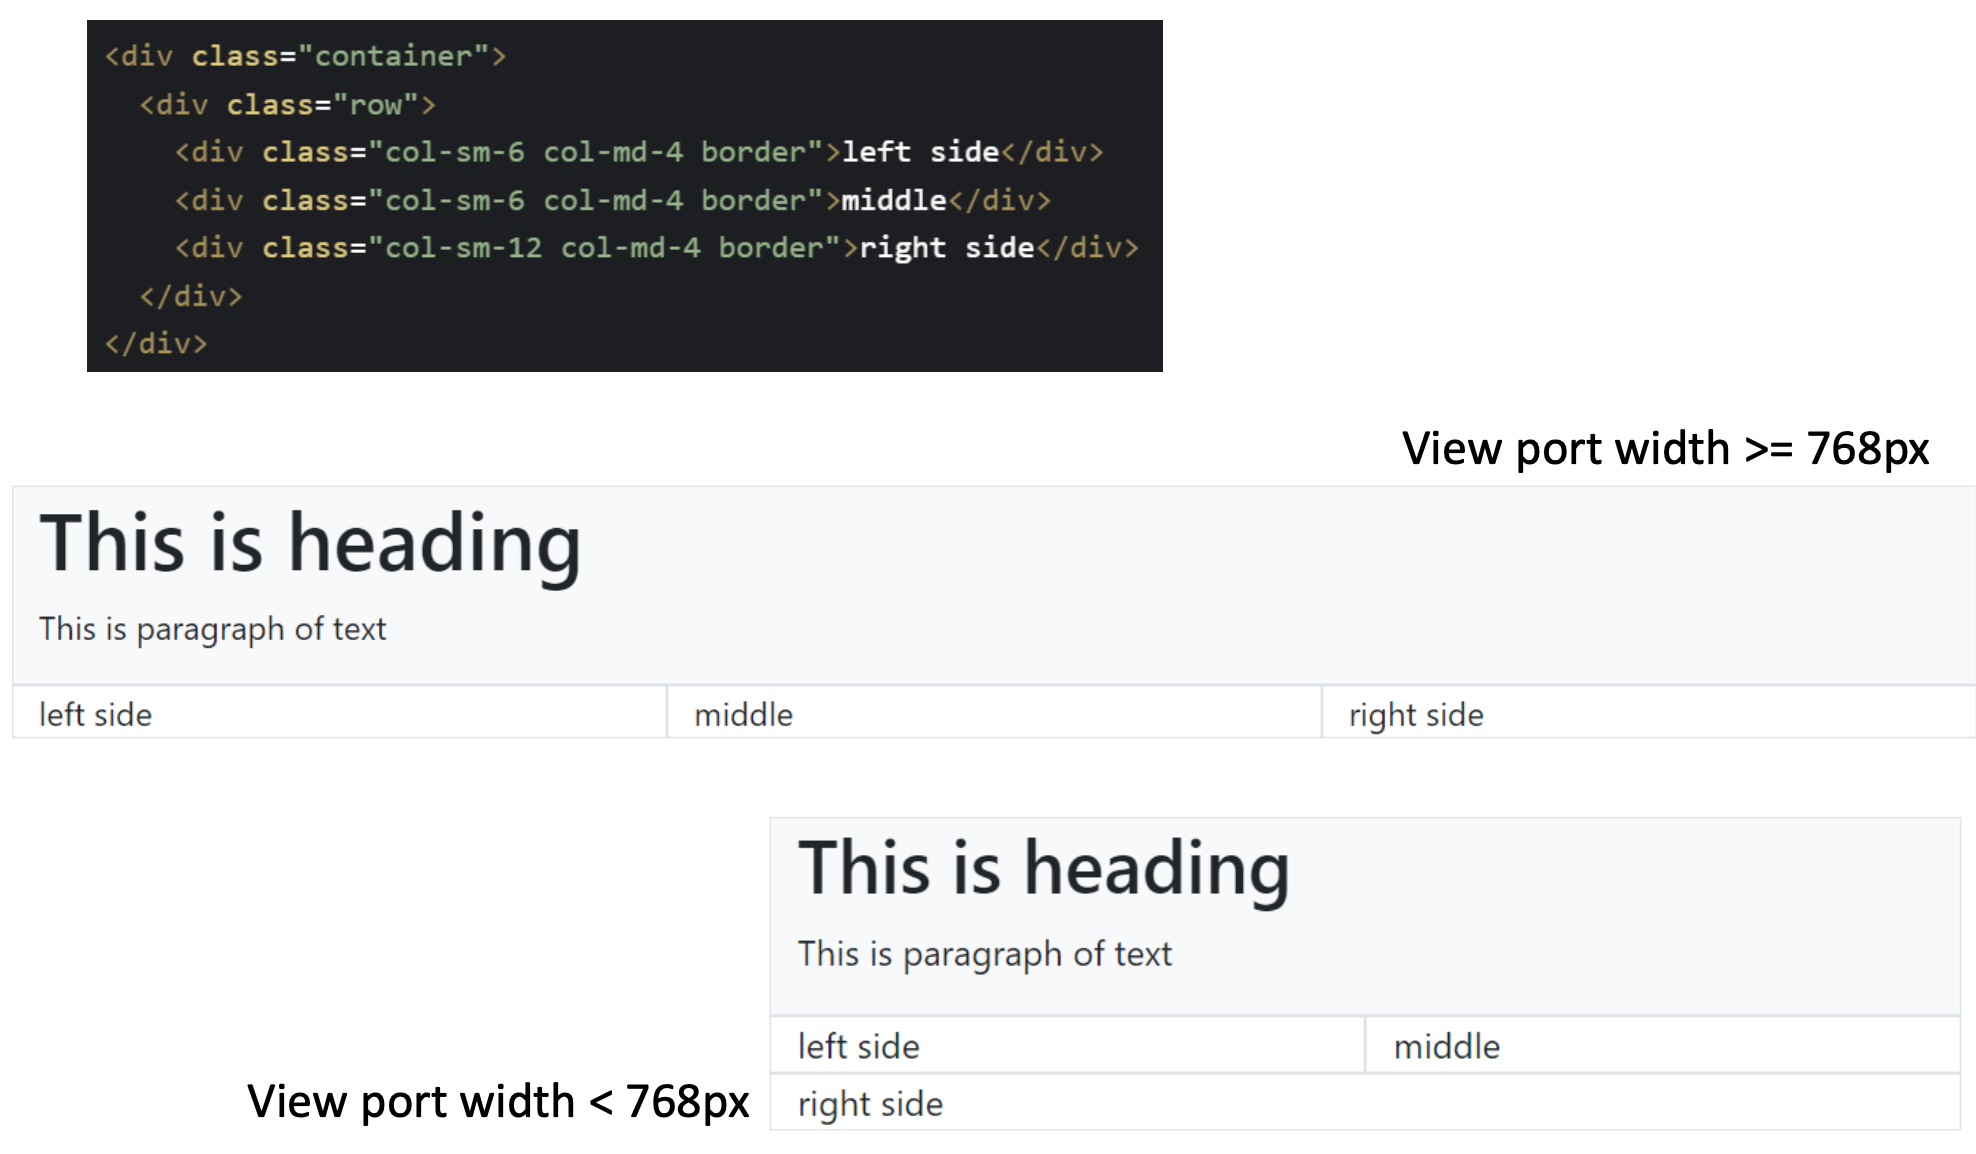 <div class="container">
<div class="row">
<div class="col-sm-6 col-md-4 border">left side</div>
<div class="col-sm-6 col-md-4 border">middle</div>
<div class="col-sm-12 col-md-4 border">right side</div>
</div>
</div>
View port width >= 768px
This is heading
This is paragraph of text
left side middle right side
This is heading
This is paragraph of text
left side middle
View port width < 768px
right side